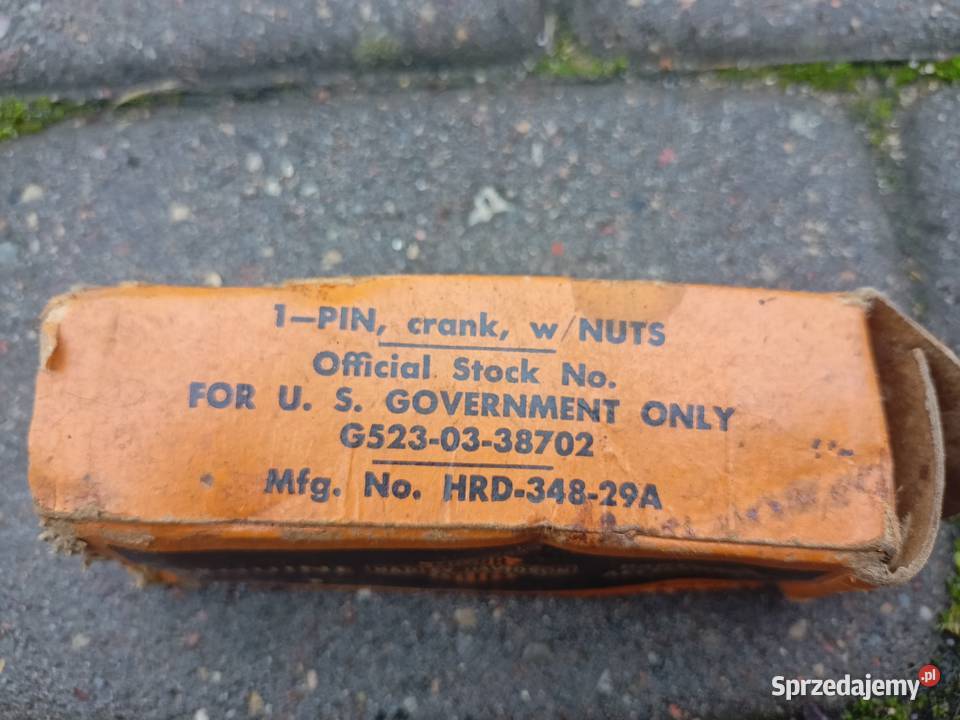 1—PIN, crank, w/NUTS
Official Stock No.
FOR U. S. GOVERNMENT ONLY
G523-03-38702
Mfg. No. HRD-348-29A
Sprzedajemy.pl